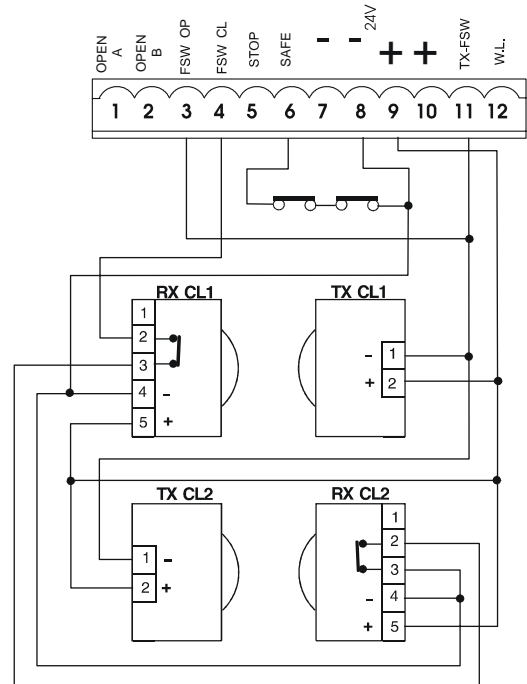 OPEN A
OPEN B
FSW OP
FSW CL
STOP
SAFE
-
-
24V
+
+
TX-FSW
W.L.
1 2 3 4 5 6 7 8 9 10 11 12
RX CL1
1
2
3
4 -
5 +
TX CL1
- 1
+ 2
TX CL2
1 -
2 +
RX CL2
1
2
3
- 4
+ 5